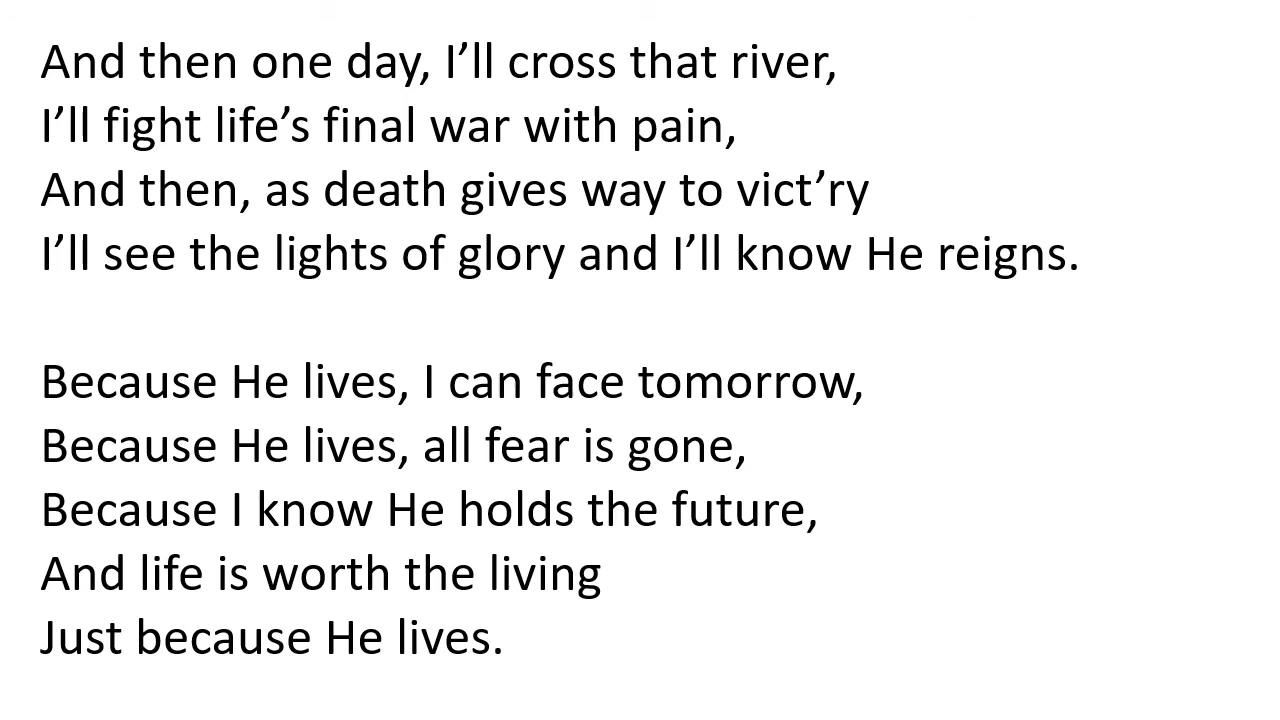 And then one day, I’ll cross that river,
I’ll fight life’s final war with pain,
And then, as death gives way to vict’ry
I’ll see the lights of glory and I’ll know He reigns.

Because He lives, I can face tomorrow,
Because He lives, all fear is gone,
Because I know He holds the future,
And life is worth the living
Just because He lives.